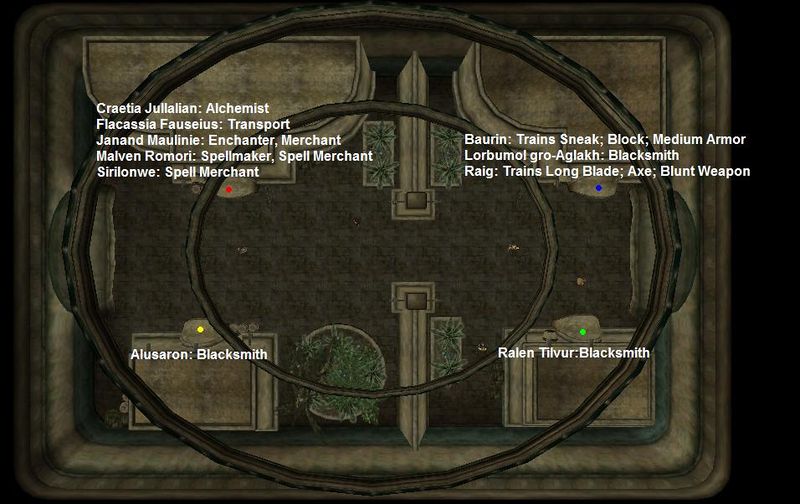 Craetia Jullalian: Alchemist
Flacassia Fauseius: Transport
Janand Maulinie: Enchanter, Merchant
Malven Romori: Spellmaker, Spell Merchant
Sirilonwe: Spell Merchant
Baurin: Trains Sneak; Block; Medium Armor
Lorbumol gro-Aglakh: Blacksmith
Raig: Trains Long Blade; Axe; Blunt Weapon
Alusaron: Blacksmith
Ralen Tilvur:Blacksmith